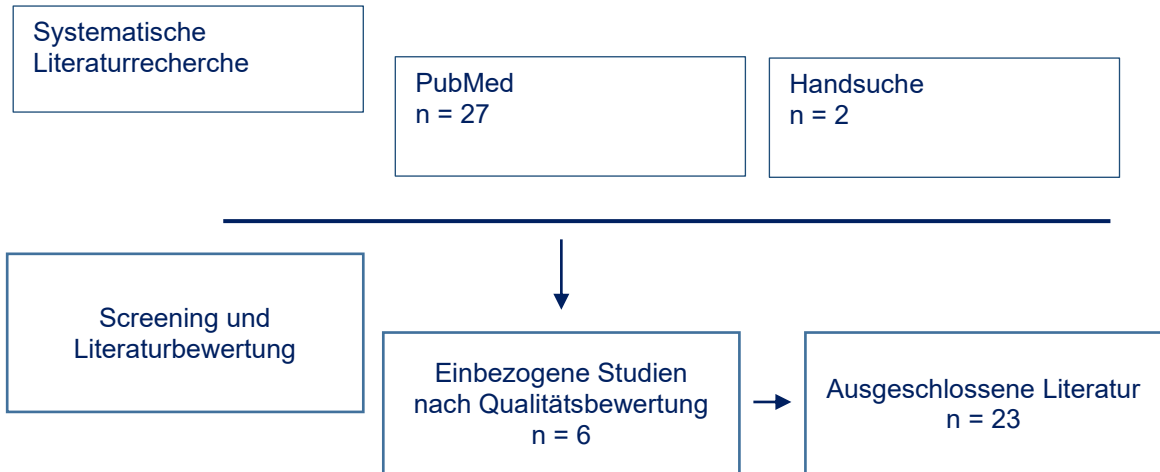 Systematische
Literaturrecherche
PubMed
n = 27
Handsuche
n = 2
Screening und
Literaturbewertung
Einbezogene Studien
nach Qualitätsbewertung
n = 6
Ausgeschlossene Literatur
n = 23